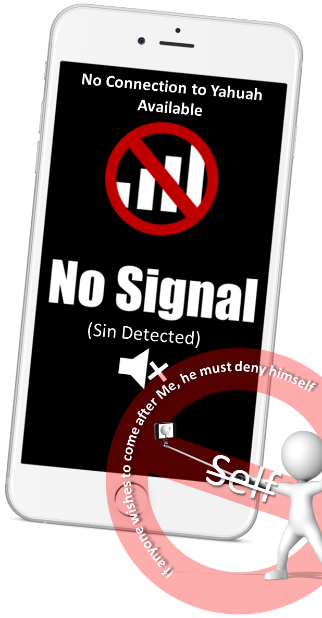 No Connection to Yahuah
Available
No Signal
(Sin Detected)
If anyone wishes to come after Me, he must deny himself
Self